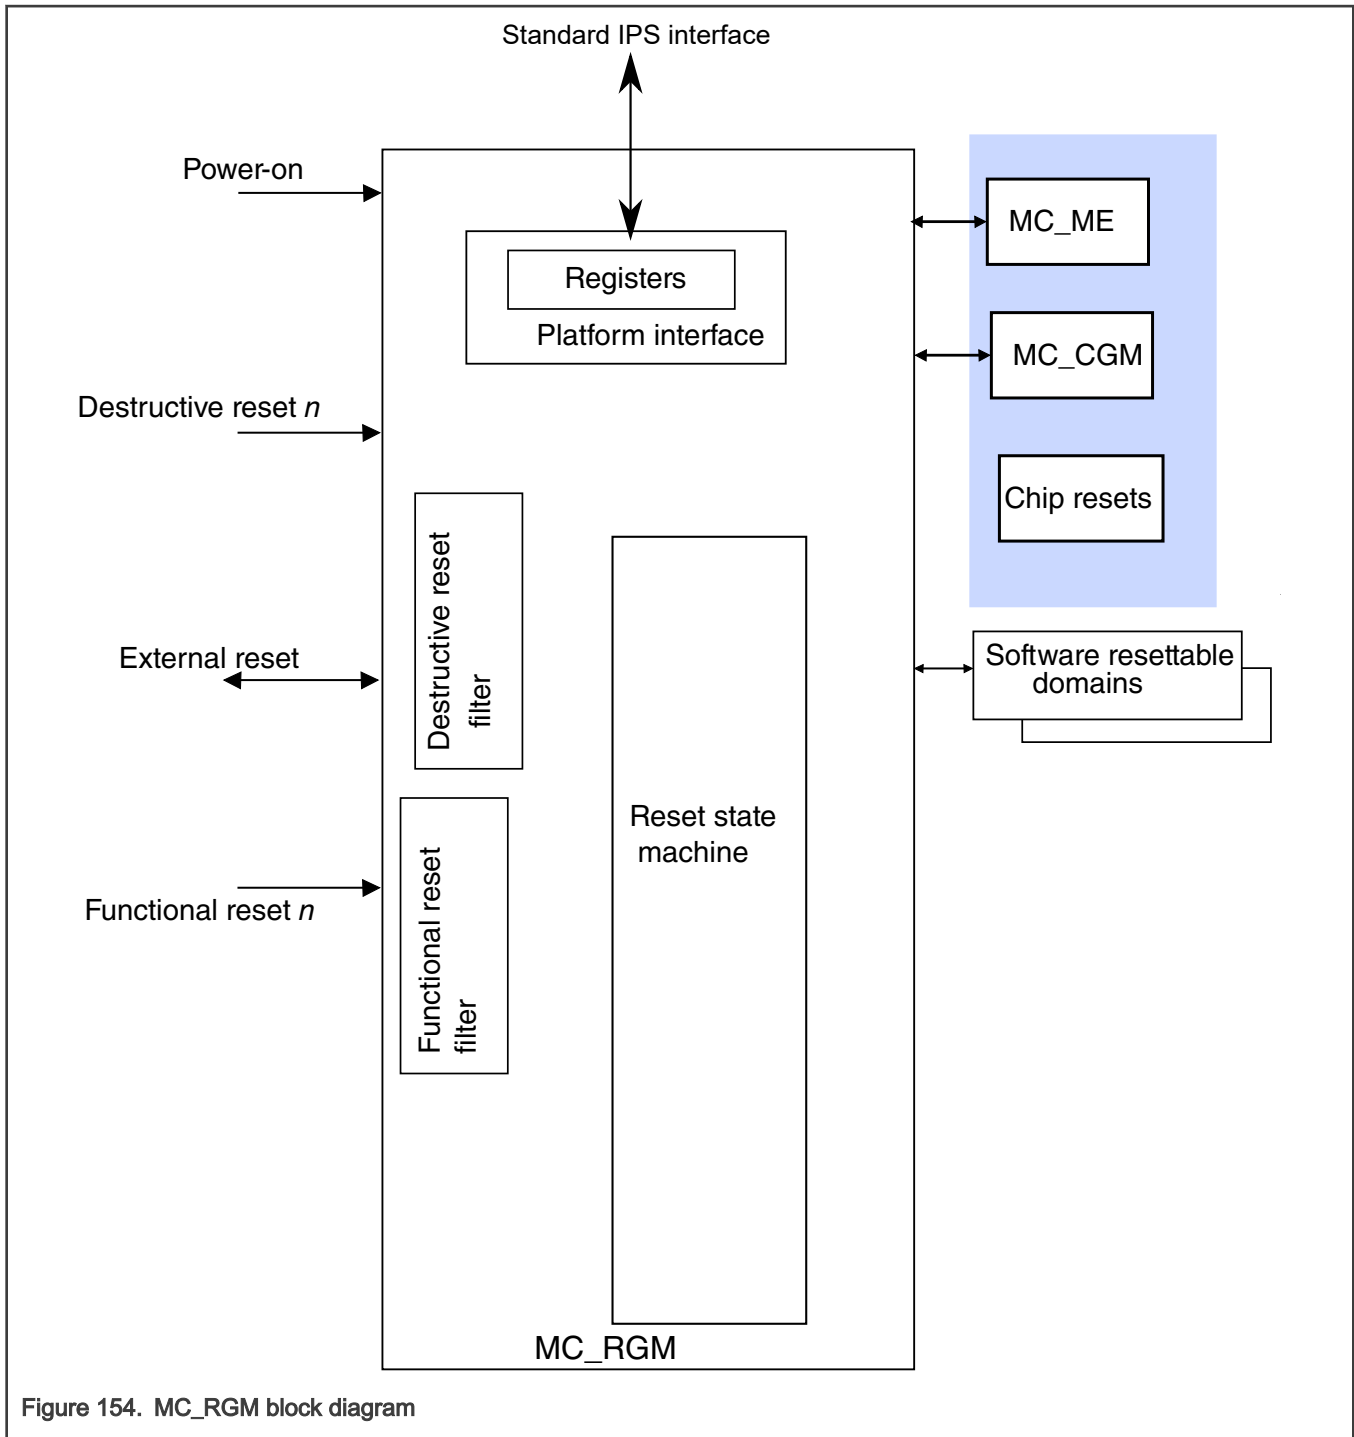 Standard IPS interface
Power-on
MC_ME
Registers
Platform interface
MC_CGM
Destructive reset n
Chip resets
Destructive reset
filter
External reset
Software resettable
domains
Reset state
machine
Functional reset
filter
Functional reset n
MC_RGM
Figure 154. MC_RGM block diagram